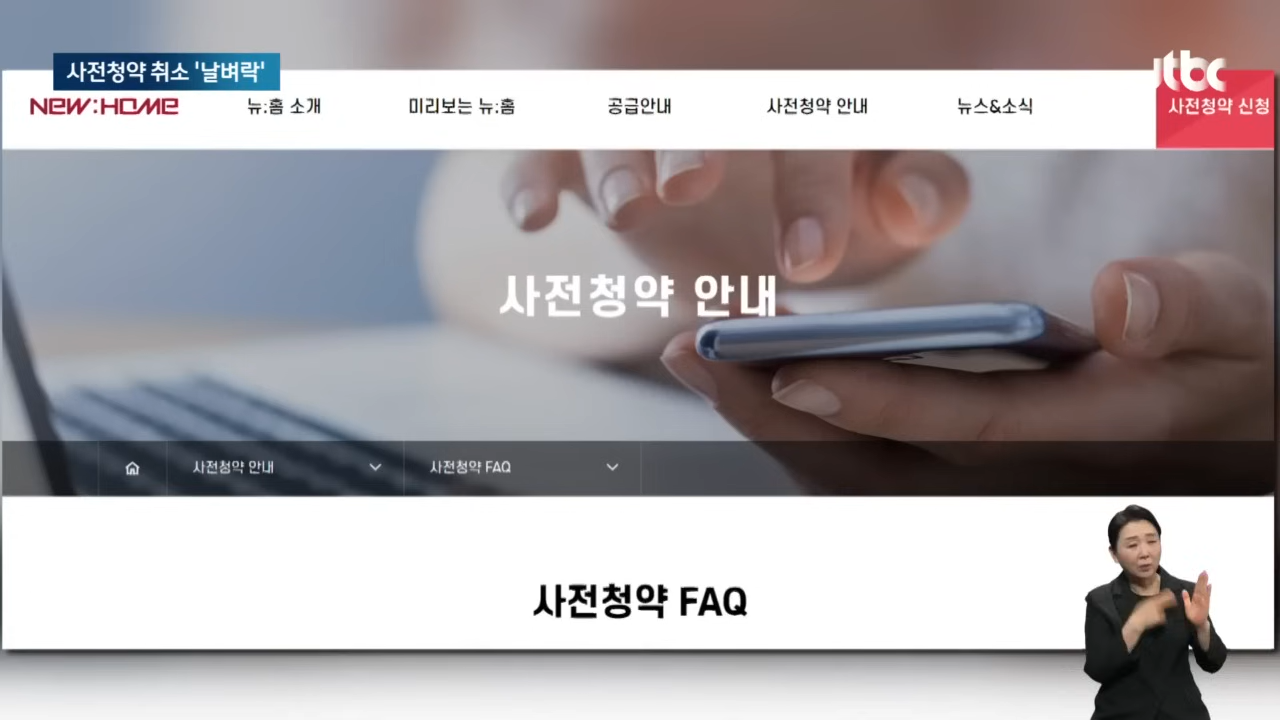 사전청약 취소 '날벼락'
jtbc
NEW:HOME
뉴:홈 소개
미리보는 뉴:홈
공급안내
사전청약 안내
뉴스&소식
사전청약 신청
사전청약 안내
사전청약 안내
사전청약 FAQ
사전청약 FAQ